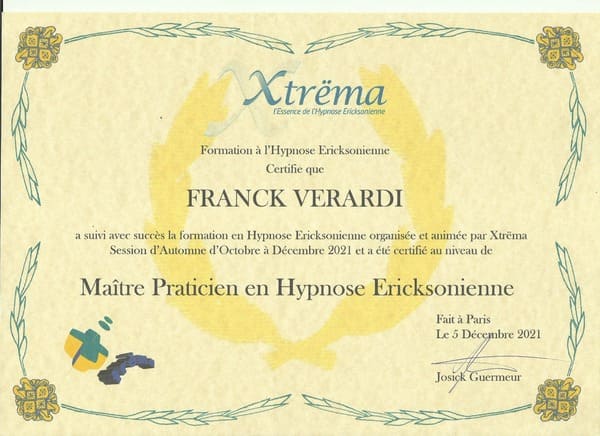 Xtrëma
l'Essence de l'Hypnose Ericksonienne
Formation à l'Hypnose Ericksonienne
Certifie que
FRANCK VERARDI
a suivi avec succès la formation en Hypnose Ericksonienne organisée et animée par Xtrëma
Session d'Automne d'Octobre à Décembre 2021 et a été certifié au niveau de
Maître Praticien en Hypnose Ericksonienne
Fait à Paris
Le 5 Décembre 2021
Josick Guermeur